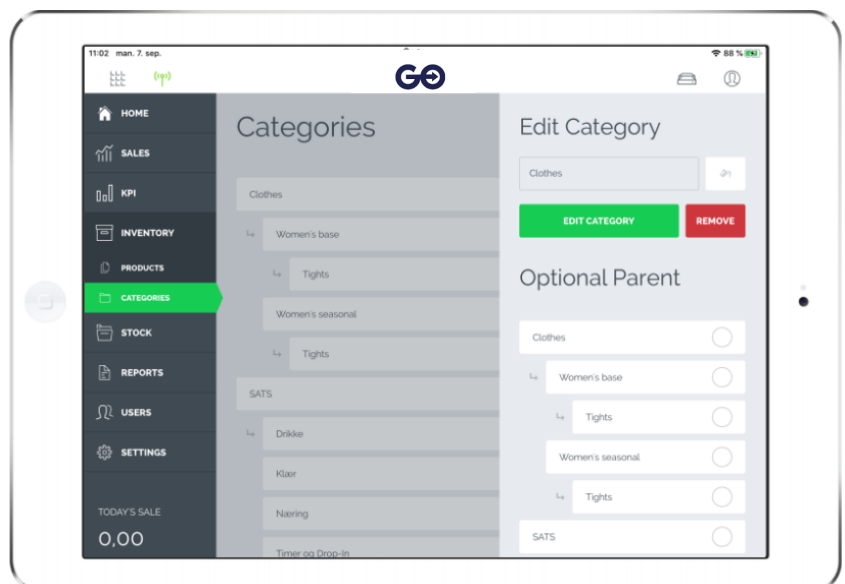 11:02 man. 7. sep.
88 %
GO
HOME
SALES
KPI
INVENTORY
PRODUCTS
CATEGORIES
STOCK
REPORTS
USERS
SETTINGS
TODAY'S SALE
0,00
Categories
Clothes
Women's base
Tights
Women's seasonal
Tights
SATS
Drikke
Klær
Næring
Timer og Drop-In
Edit Category
Clothes
EDIT CATEGORY
REMOVE
Optional Parent
Clothes
Women's base
Tights
Women's seasonal
Tights
SATS